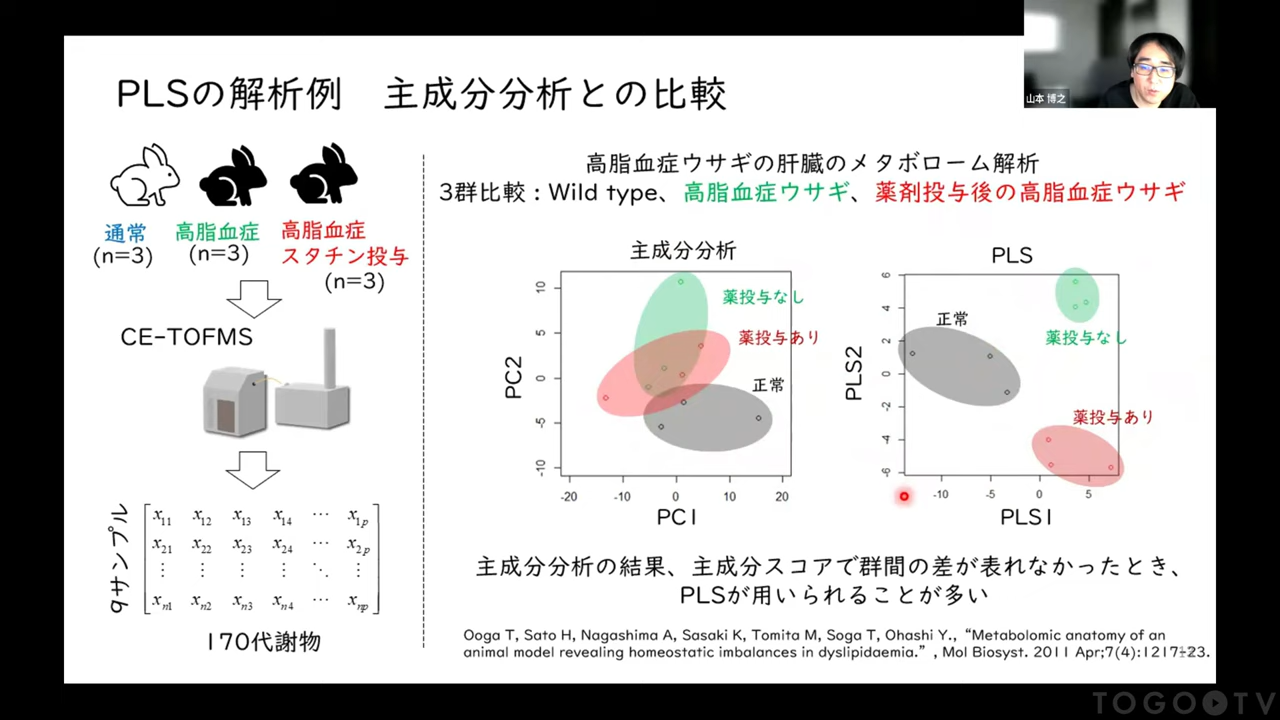 PLSの解析例　主成分分析との比較
山本 博之
通常
(n=3)
高脂血症
(n=3)
高脂血症
スタチン投与
(n=3)
CE-TOFMS
9サンプル
x11 x12 x13 x14 ⋯ x1p
x21 x22 x23 x24 ⋯ x2p
⋮ ⋮ ⋮ ⋮ ⋱ ⋮
xn1 xn2 xn3 xn4 ⋯ xnp
170代謝物
高脂血症ウサギの肝臓のメタボローム解析
3群比較：Wild type、高脂血症ウサギ、薬剤投与後の高脂血症ウサギ
主成分分析
薬投与なし
薬投与あり
正常
PC2
10
5
0
-5
-10
-20 -10 0 10 20
PC1
PLS
正常
薬投与なし
薬投与あり
PLS2
6
4
2
0
-2
-4
-6
-10 -5 0 5
PLS1
主成分分析の結果、主成分スコアで群間の差が表れなかったとき、
PLSが用いられることが多い
Ooga T, Sato H, Nagashima A, Sasaki K, Tomita M, Soga T, Ohashi Y., “Metabolomic anatomy of an
animal model revealing homeostatic imbalances in dyslipidaemia.”, Mol Biosyst. 2011 Apr;7(4):1217-23.
TOGOTV